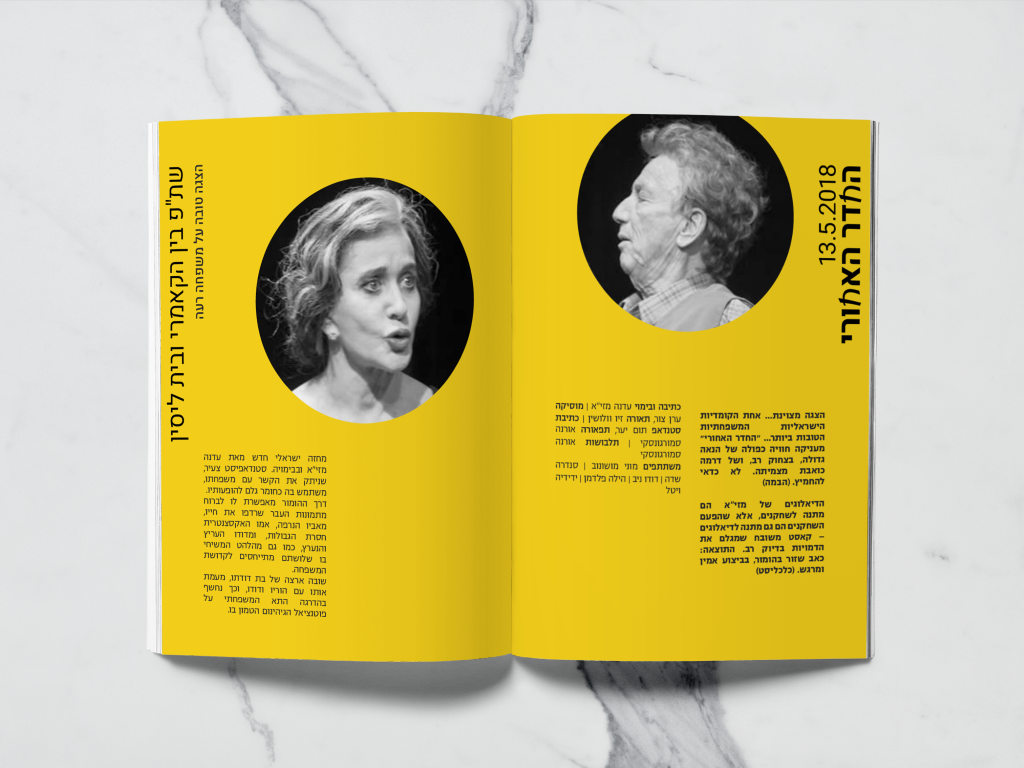 החדר האחורי
13.5.2018
הצגה מצוינת... אחת הקומדיות
הישראליות המשפחתיות
הטובות ביותר... "החדר האחורי"
מעניקה חוויה כפולה של הנאה
גדולה, בצחוק רב, ושל דרמה
כואבת מצמיתה. לא כדאי
להחמיץ. (הבמה)
הדיאלוגים של מזי"א הם
מתנה לשחקנים, אלא שהפעם
השחקנים הם גם מתנה לדיאלוגים
– קאסט משובח שמגלם את
הדמויות בדיוק רב. התוצאה:
כאב שזור בהומור, בביצוע אמין
ומרגש. (כלכליסט)
כתיבה ובימוי עדנה מזי"א | מוסיקה
ערן צור, תאורה זיו וולושין | כתיבת
סטנדאפ תום יער, תפאורה אורנה
סמורגונסקי | תלבושות אורנה
סמורגונסקי
משתתפים מוני מושונוב | סנדרה
שדה | דודו ניב | הילה פלדמן | ידידיה
ויטל
הצגה טובה על משפחה רעה
שת"פ בין הקאמרי ובית ליסין
מחזה ישראלי חדש מאת עדנה
מזי"א ובבימויה. סטנדאפיסט צעיר,
שניתק את הקשר עם משפחתו,
משתמש בה כחומר גלם להופעותיו.
דרך ההומור מאפשרת לו לברוח
מתמונות העבר שרדפו את חייו,
מאביו הנרפה, אמו האקסצנטרית
חסרת הגבולות, ומדודו העריץ
והנערץ, כמו גם מהלהט המשיחי
בו שלושתם מתייחסים לקדושת
המשפחה.
שובה ארצה של בת דודתו, מעמת
אותו עם הוריו ודודו, וכך נחשף
בהדרגה התא המשפחתי על
פוטנציאל הגיהינום הטמון בו.